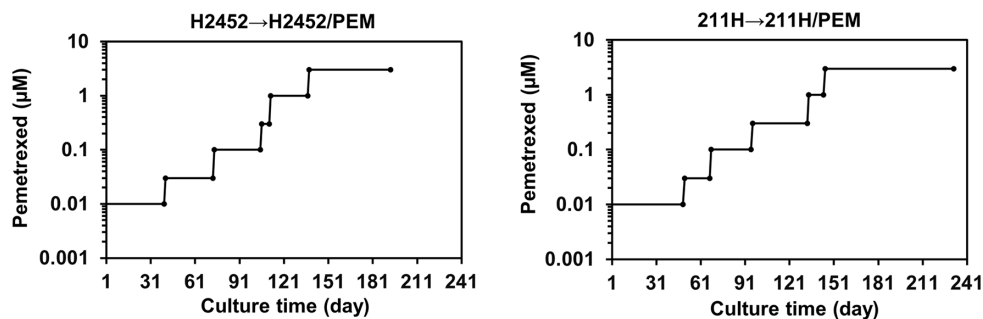 H2452→H2452/PEM
Pemetrexed (µM)
10
1
0.1
0.01
0.001
1 31 61 91 121 151 181 211 241
Culture time (day)
211H→211H/PEM
Pemetrexed (µM)
10
1
0.1
0.01
0.001
1 31 61 91 121 151 181 211 241
Culture time (day)